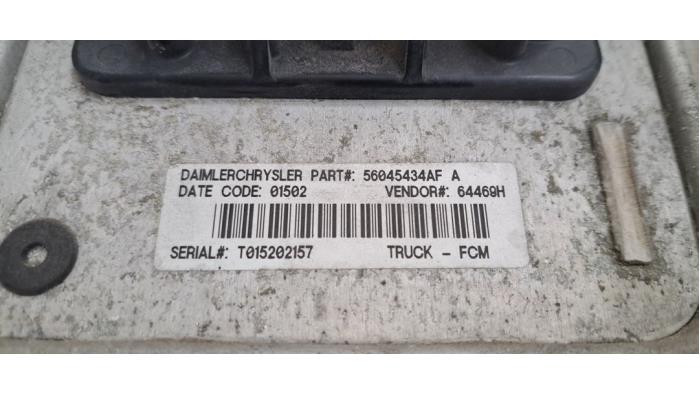 DAIMLERCHRYSLER PART#: 56045434AF A
DATE CODE: 01502 VENDOR#: 64469H
SERIAL#: T015202157 TRUCK - FCM